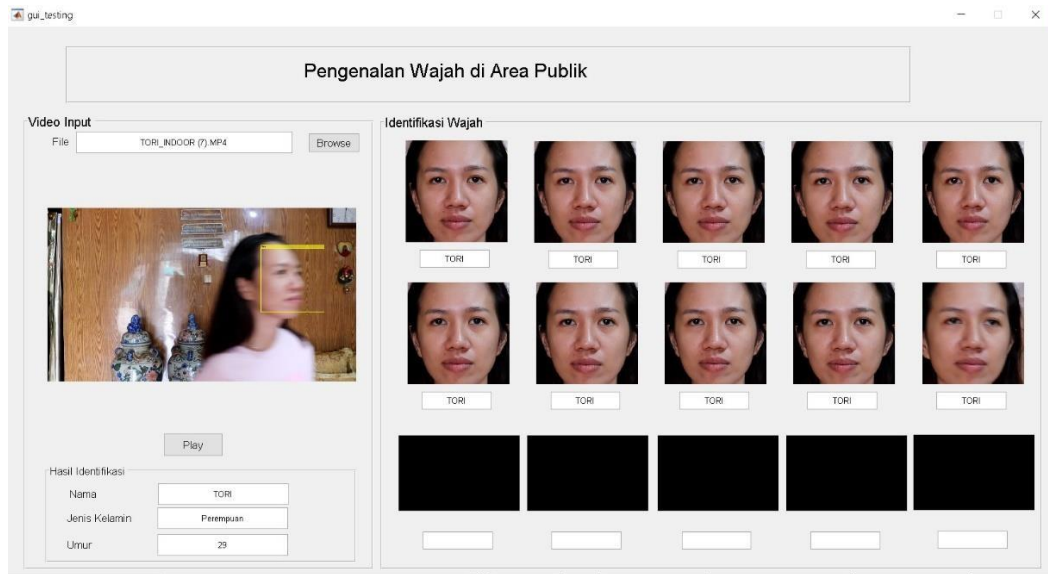 gui_testing
Pengenalan Wajah di Area Publik
Video Input
File
TORI_INDOOR (7).MP4
Browse
Play
Hasil Identifikasi
Nama
TORI
Jenis Kelamin
Perempuan
Umur
29
Identifikasi Wajah
TORI TORI TORI TORI TORI
TORI TORI TORI TORI TORI